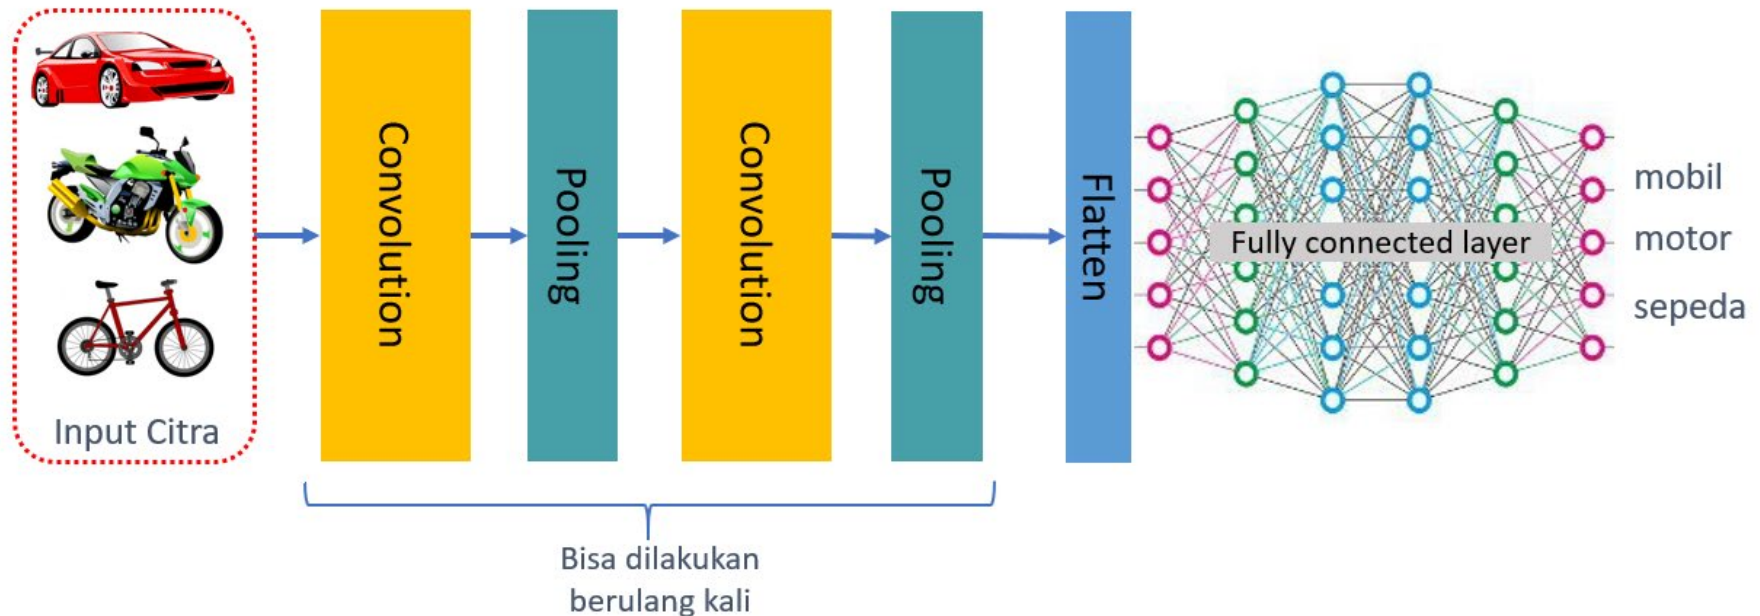 Input Citra
Convolution
Pooling
Convolution
Pooling
Flatten
Fully connected layer
mobil
motor
sepeda
Bisa dilakukan
berulang kali